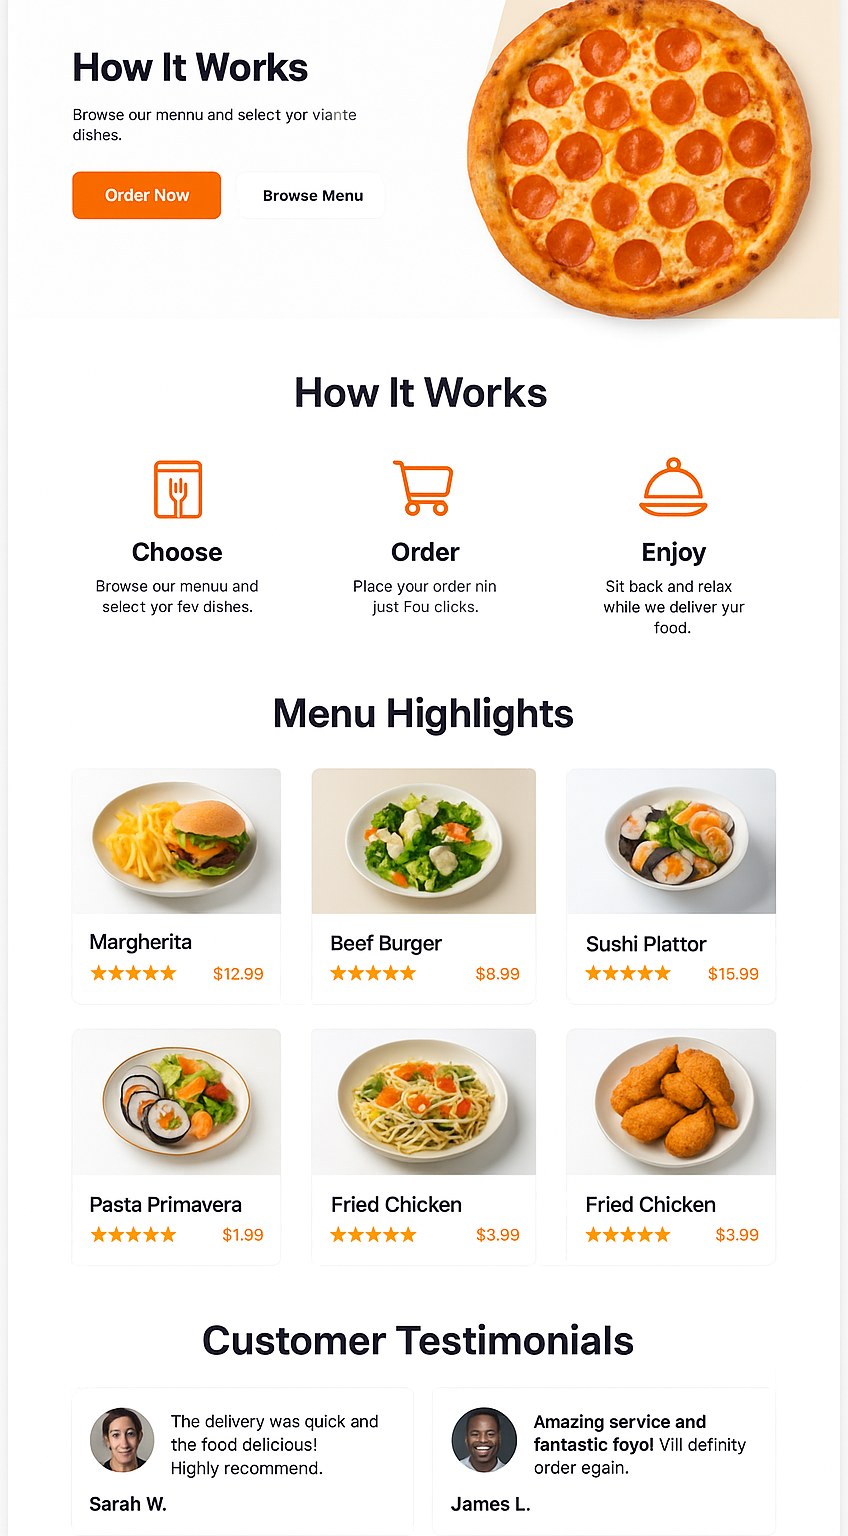 How It Works
Browse our mennu and select yor viante
dishes.
Order Now
Browse Menu
How It Works
Choose
Browse our menuu and
select yor fev dishes.
Order
Place your order nin
just Fou clicks.
Enjoy
Sit back and relax
while we deliver yur
food.
Menu Highlights
Margherita
$12.99
Beef Burger
$8.99
Sushi Plattor
$15.99
Pasta Primavera
$1.99
Fried Chicken
$3.99
Fried Chicken
$3.99
Customer Testimonials
The delivery was quick and
the food delicious!
Highly recommend.
Sarah W.
Amazing service and
fantastic foyol Vill definity
order egain.
James L.